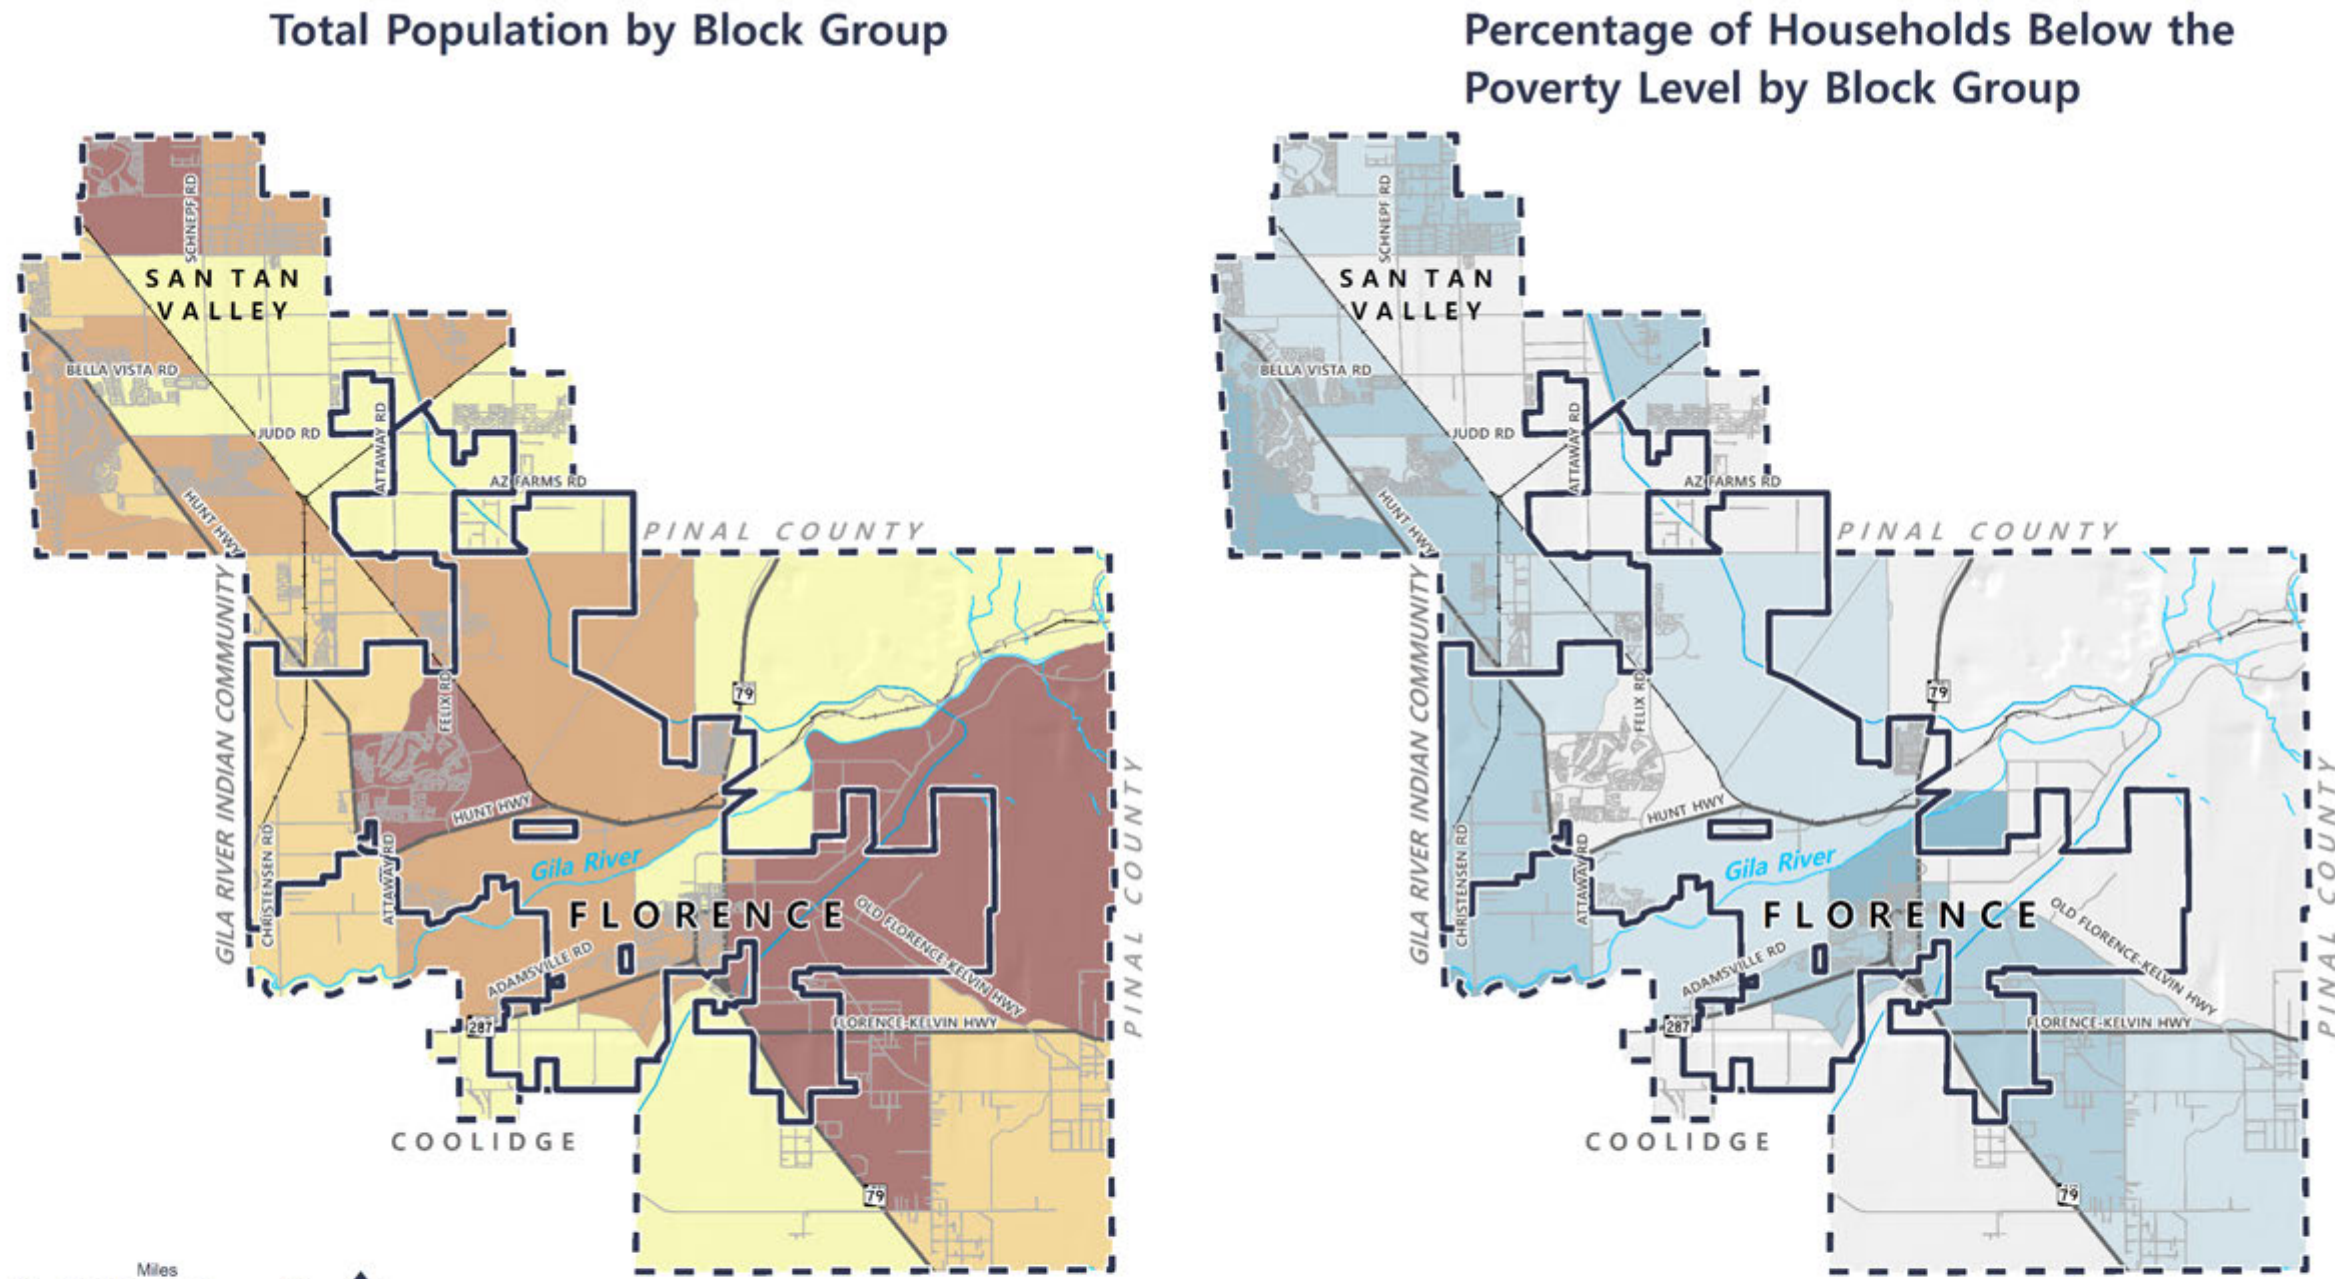 Total Population by Block Group
SCHNEPF RD
SAN TAN
VALLEY
BELLA VISTA RD
JUDD RD
ATTAWAY RD
AZ FARMS RD
HUNT HWY
PINAL COUNTY
GILA RIVER INDIAN COMMUNITY
FELIX RD
79
HUNT HWY
CHRISTENSEN RD
ATTAWAY RD
Gila River
FLORENCE
OLD FLORENCE-KELVIN HWY
ADAMSVILLE RD
287
FLORENCE-KELVIN HWY
PINAL COUNTY
COOLIDGE
79
Miles
Percentage of Households Below the
Poverty Level by Block Group
SCHNEPF RD
SAN TAN
VALLEY
BELLA VISTA RD
JUDD RD
ATTAWAY RD
AZ FARMS RD
HUNT HWY
PINAL COUNTY
GILA RIVER INDIAN COMMUNITY
FELIX RD
79
HUNT HWY
CHRISTENSEN RD
ATTAWAY RD
Gila River
FLORENCE
OLD FLORENCE-KELVIN HWY
ADAMSVILLE RD
287
FLORENCE-KELVIN HWY
PINAL COUNTY
COOLIDGE
79